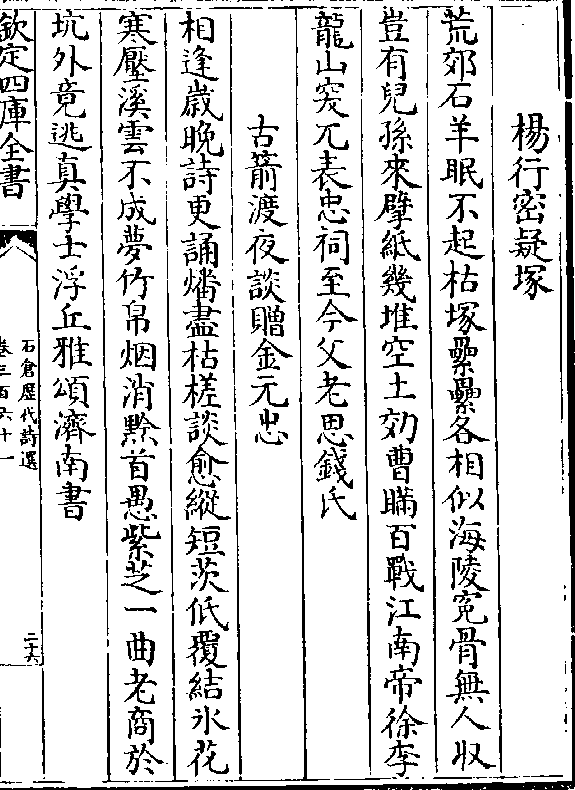 楊行密疑塚
荒郊石羊眠不起枯塚纍纍各相似海陵寃骨無人収
豈有兒孫來擘紙幾堆空土効曹瞞百戰江南帝徐李
龍山突兀表忠祠至今父老思錢氏
古箭渡夜談贈金元忠
相逢歳晚詩更誦燔盡枯槎談愈縱短茨低覆結氷花
寒壓溪雲不成夢竹帛烟消黔首愚紫芝一曲老商於
坑外竟逃真學士浮丘雅頌濟南書
欽定四庫全書
石倉歴代詩選
卷三百六十一
二十六